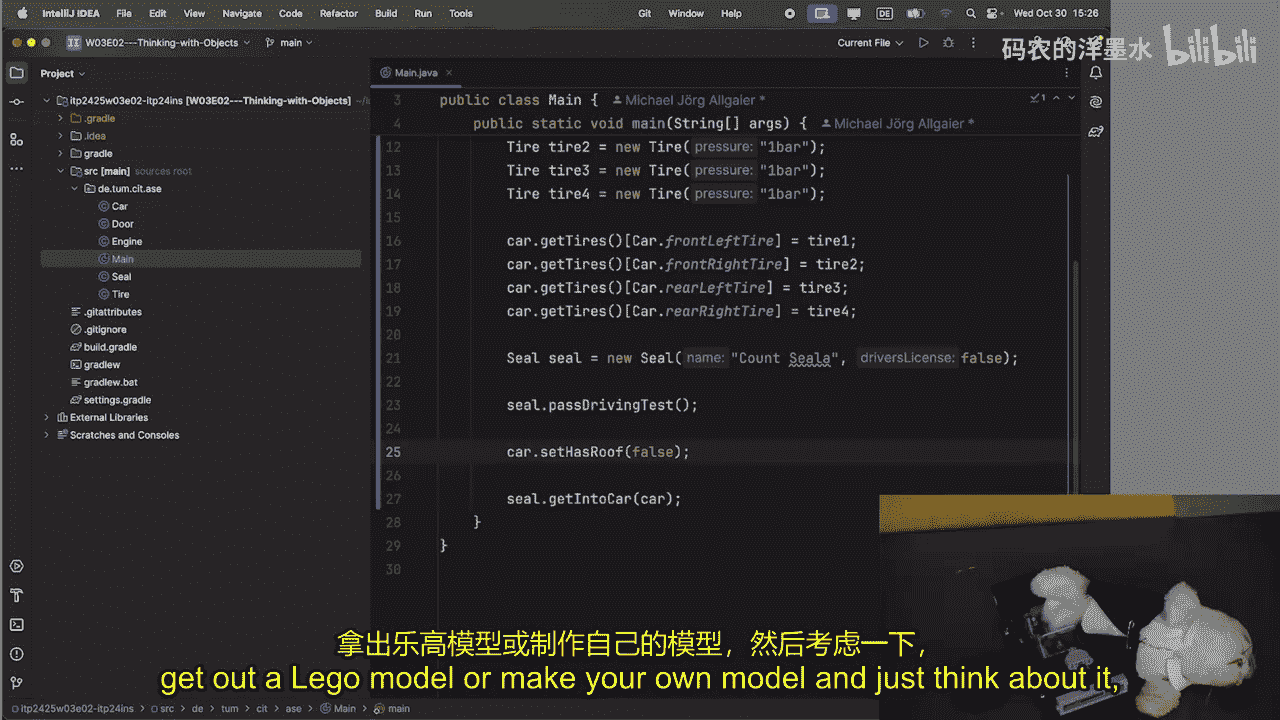 IntelliJ IDEA File Edit View Navigate Code Refactor Build Run Tools Git Window Help DE Wed Oct 30 15:26
W03E02---Thinking-with-Objects main Current File
码农的洋墨水 bilibili
Project
Main.java
itp2425w03e02-itp24ins [W03E02---Thinking-with-Objects]
.gradle
.idea
gradle
src [main] sources root
de.tum.cit.ase
Car
Door
Engine
Main
Seal
Tire
.gitattributes
.gitignore
build.gradle
gradlew
gradlew.bat
settings.gradle
External Libraries
Scratches and Consoles
3 public class Main { Michael Jörg Allgaier * 1
4 public static void main(String[] args) { Michael Jörg Allgaier *
12 Tire tire2 = new Tire( pressure: "1bar");
13 Tire tire3 = new Tire( pressure: "1bar");
14 Tire tire4 = new Tire( pressure: "1bar");
15
16 car.getTires()[Car.frontLeftTire] = tire1;
17 car.getTires()[Car.frontRightTire] = tire2;
18 car.getTires()[Car.rearLeftTire] = tire3;
19 car.getTires()[Car.rearRightTire] = tire4;
20
21 Seal seal = new Seal( name: "Count Seala", driversLicense: false);
22
23 seal.passDrivingTest();
24
25 car.setHasRoof(false);
26
27 seal.getIntoCar(car);
28 }
29 }
30
拿出乐高模型或制作自己的模型，然后考虑一下，
get out a Lego model or make your own model and just think about it,
itp2425w03e02-itp24ins > src > de > tum > cit > ase > Main > main